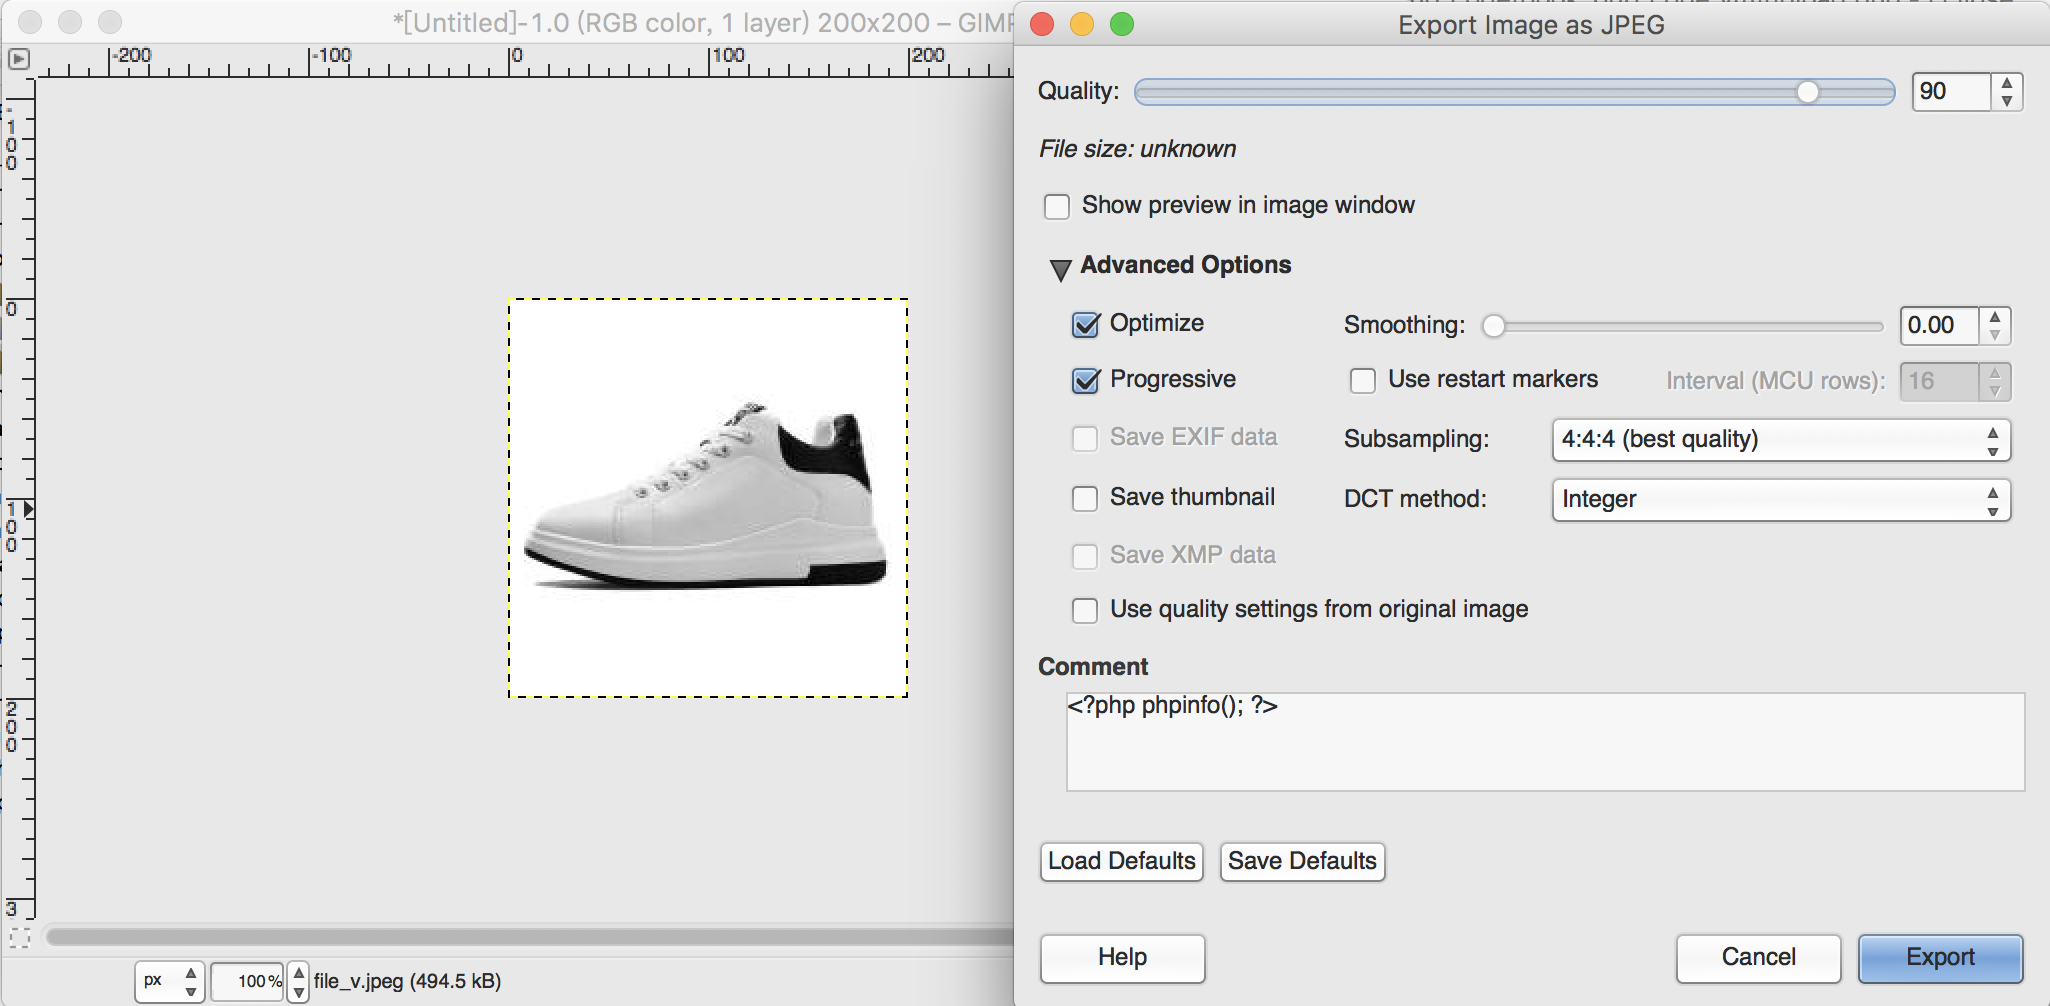 *[Untitled]-1.0 (RGB color, 1 layer) 200x200 – GIMP
Export Image as JPEG
-200 -100 0 100 200
-100
0
100
200
3
Quality: 90
File size: unknown
Show preview in image window
Advanced Options
Optimize Smoothing: 0.00
Progressive Use restart markers Interval (MCU rows): 16
Save EXIF data Subsampling: 4:4:4 (best quality)
Save thumbnail DCT method: Integer
Save XMP data
Use quality settings from original image
Comment
<?php phpinfo(); ?>
Load Defaults Save Defaults
Help Cancel Export
px 100% file_v.jpeg (494.5 kB)